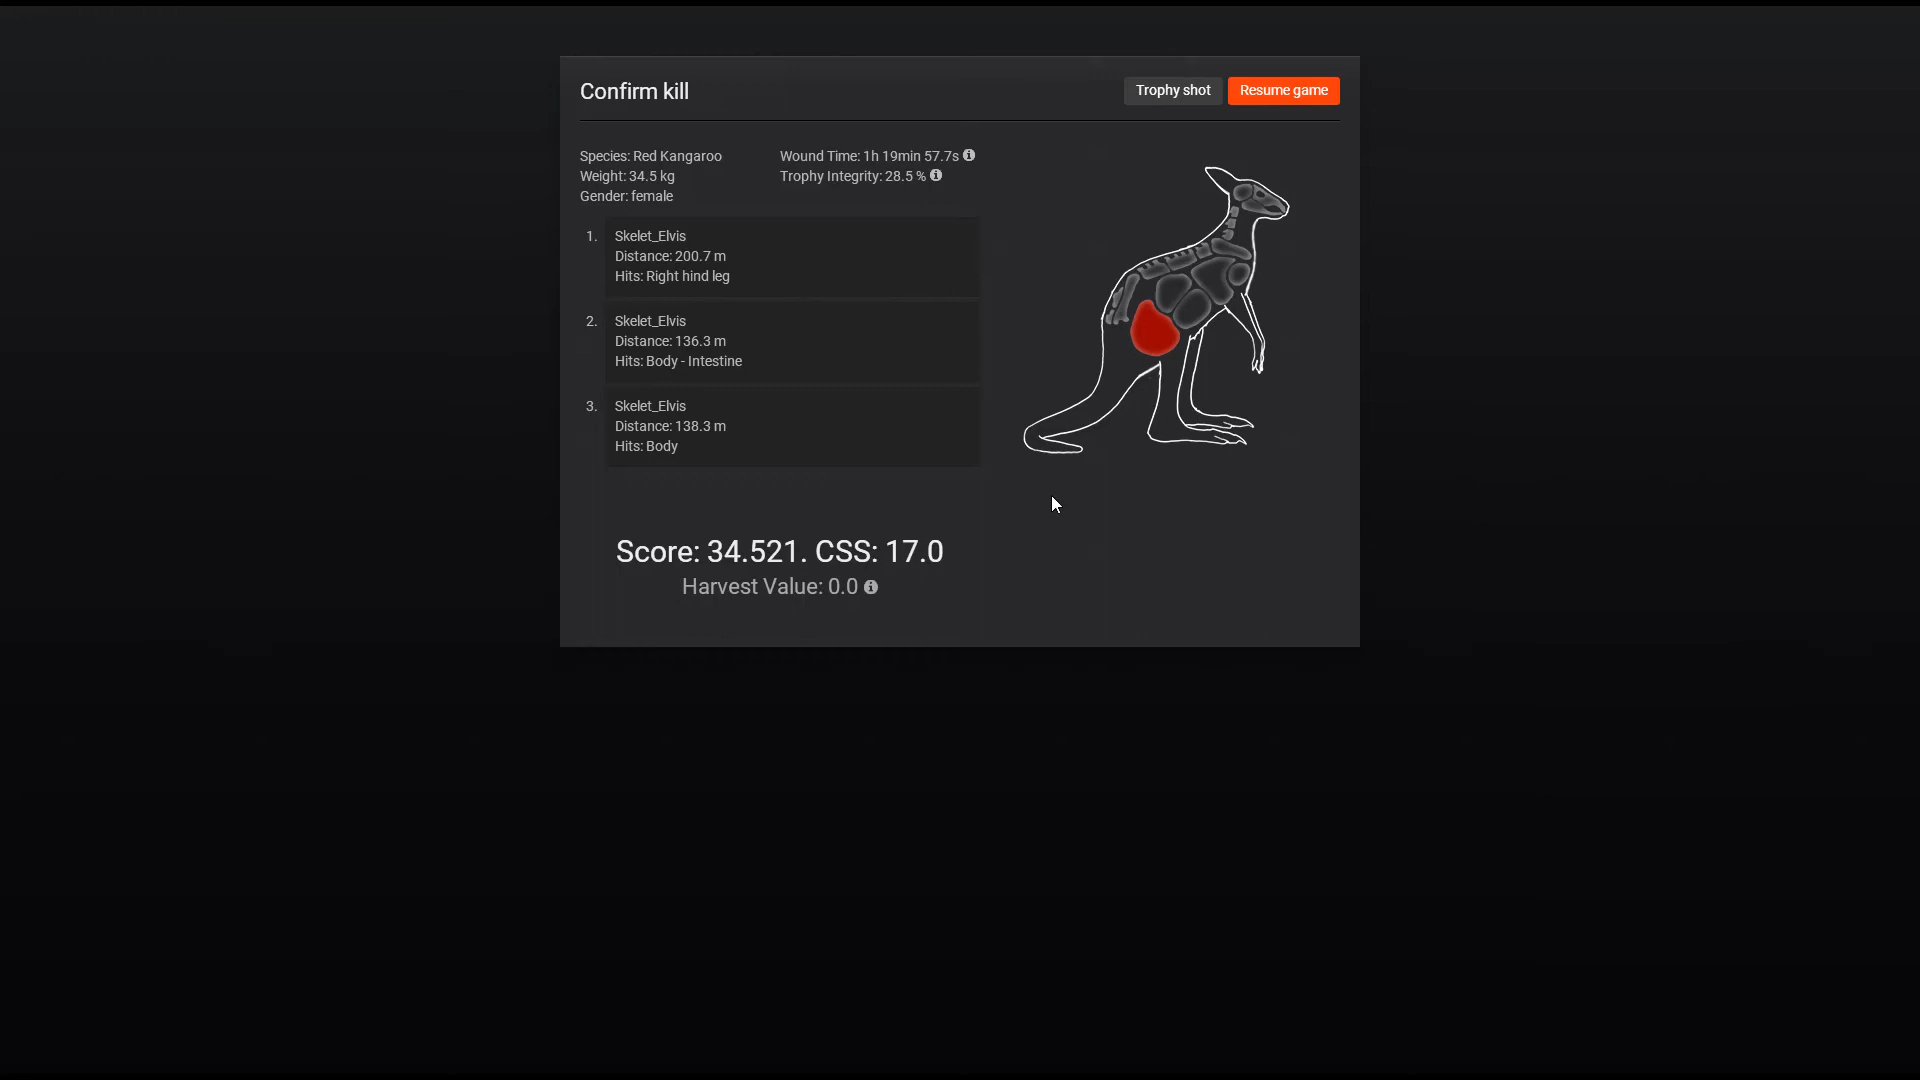 Confirm kill
Trophy shot
Resume game
Species: Red Kangaroo
Weight: 34.5 kg
Gender: female
Wound Time: 1h 19min 57.7s
Trophy Integrity: 28.5 %
1. Skelet_Elvis
Distance: 200.7 m
Hits: Right hind leg
2. Skelet_Elvis
Distance: 136.3 m
Hits: Body - Intestine
3. Skelet_Elvis
Distance: 138.3 m
Hits: Body
Score: 34.521. CSS: 17.0
Harvest Value: 0.0